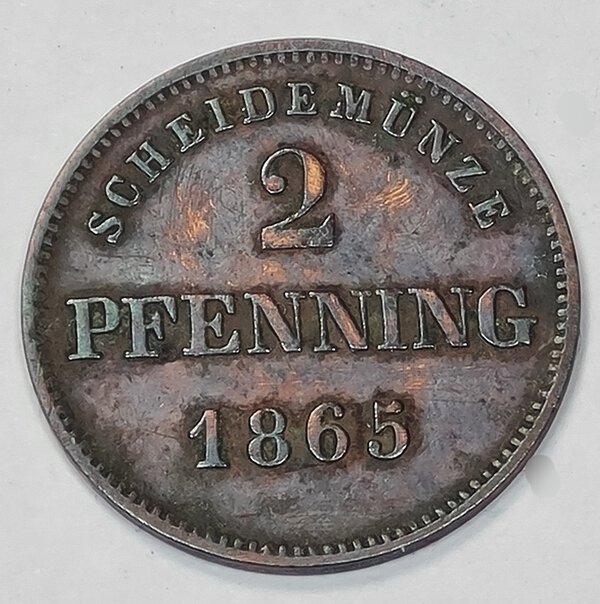 SCHEIDEMÜNZE
2
PFENNING
1865